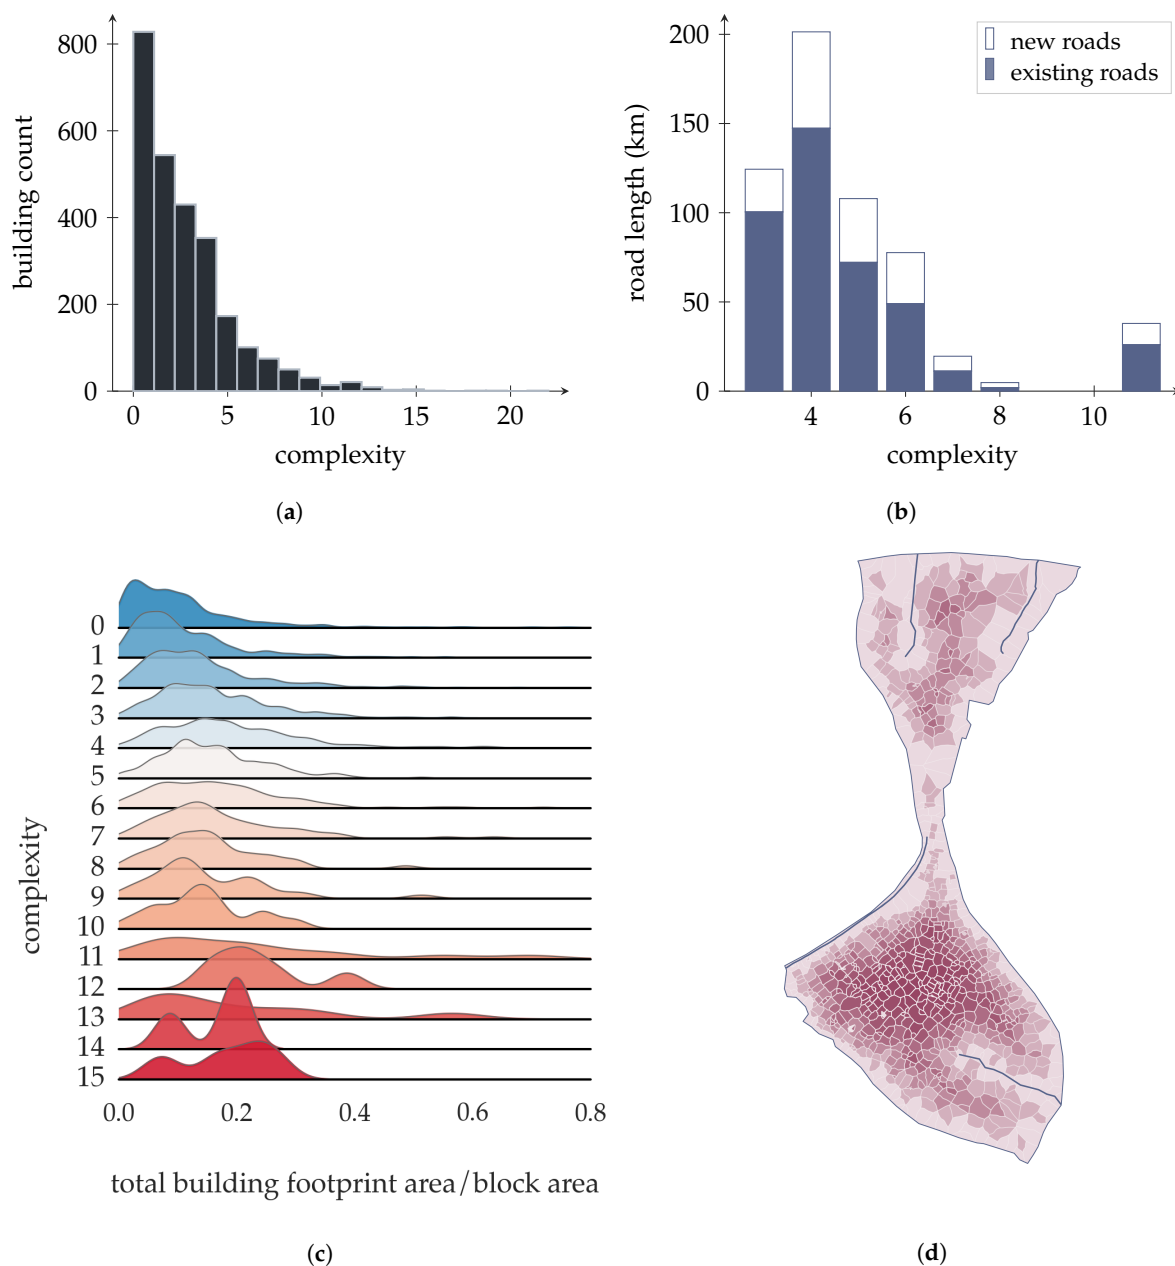 800
600
400
200
0
building count
0 5 10 15 20
complexity
(a)
200
150
100
50
0
road length (km)
new roads
existing roads
4 6 8 10
complexity
(b)
complexity
0
1
2
3
4
5
6
7
8
9
10
11
12
13
14
15
0.0 0.2 0.4 0.6 0.8
total building footprint area/block area
(c)
(d)